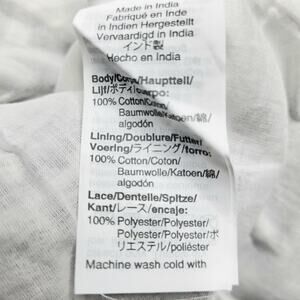 Made in India
Fabriqué en Inde
in Indien Hergestellt
Vervaardigd in India
インド製
Hecho en India
Body/Corps/Hauptteil/
Lijf/ボディ/cuerpo:
100% Cotton/Coton/
Baumwolle/Katoen/綿/
algodón
Lining/Doublure/Futter/
Voering/ライニング/forro:
100% Cotton/Coton/
Baumwolle/Katoen/綿/
algodón
Lace/Dentelle/Spitze/
Kant/レース/encaje:
100% Polyester/Polyester/
Polyester/Polyester/ポ
リエステル/poliéster
Machine wash cold with